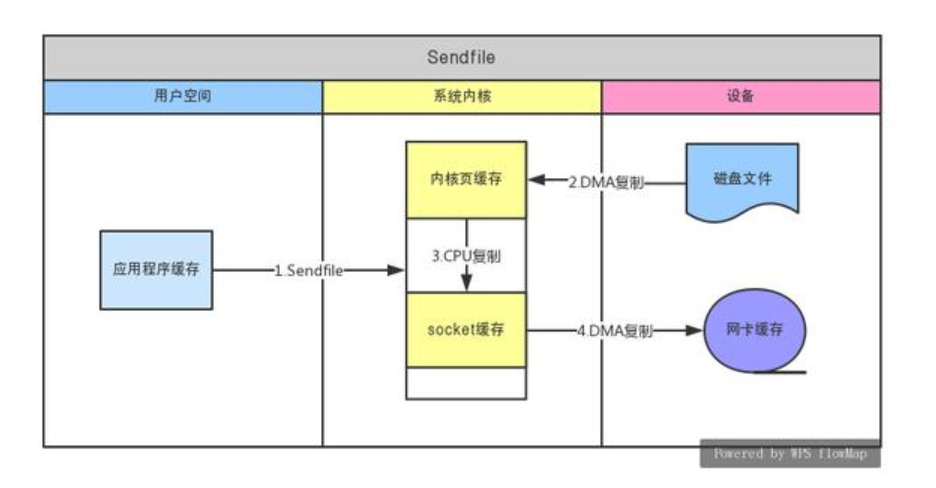 Sendfile
用户空间
系统内核
设备
内核页缓存
2.DMA复制
磁盘文件
3.CPU复制
应用程序缓存
1.Sendfile
socket缓存
4.DMA复制
网卡缓存
Powered by WPS flowMap